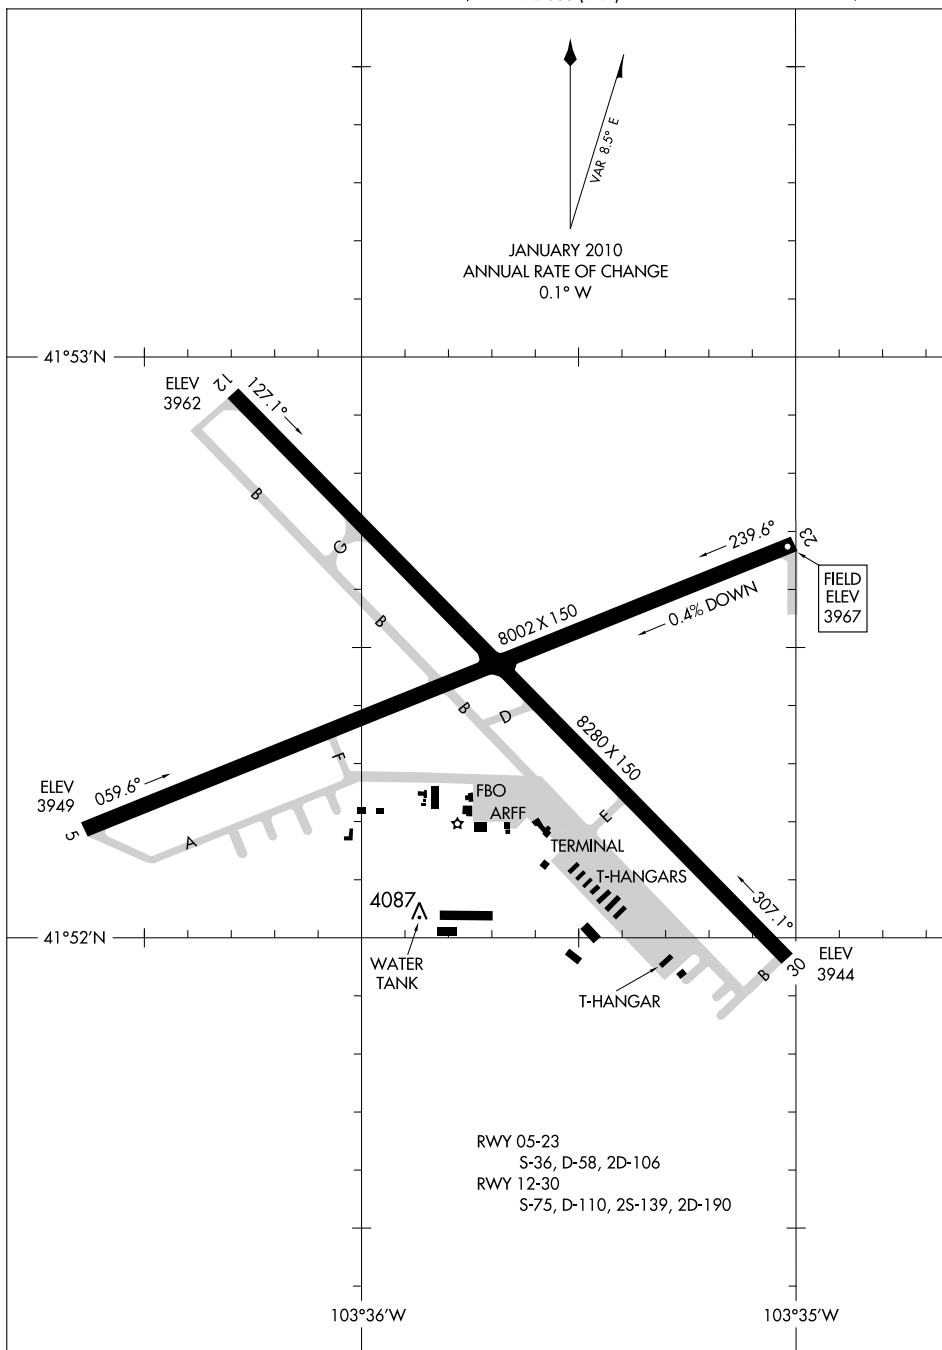 VAR 8.5° E
JANUARY 2010
ANNUAL RATE OF CHANGE
0.1° W
41°53'N
ELEV
3962
12
127.1°
B
G
239.6°
23
FIELD
ELEV
3967
0.4% DOWN
8002 X 150
B
B
D
8280 X 150
F
ELEV
3949
059.6°
5
A
FBO
ARFF
E
TERMINAL
T-HANGARS
4087
307.1°
41°52'N
WATER
TANK
B
30
ELEV
3944
T-HANGAR
RWY 05-23
S-36, D-58, 2D-106
RWY 12-30
S-75, D-110, 2S-139, 2D-190
103°36'W
103°35'W